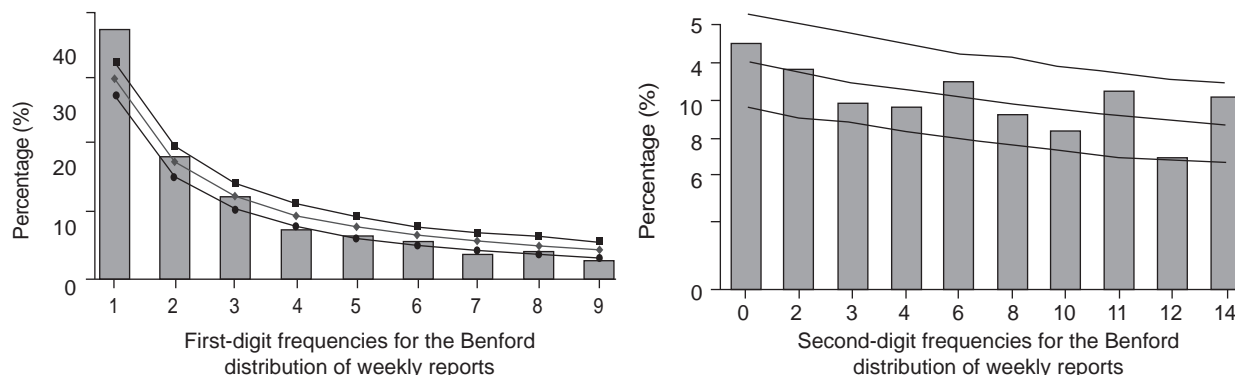 Percentage (%)
40
30
20
10
0
1 2 3 4 5 6 7 8 9
First-digit frequencies for the Benford
distribution of weekly reports
Percentage (%)
5
4
10
8
6
0
0 2 3 4 6 8 10 11 12 14
Second-digit frequencies for the Benford
distribution of weekly reports